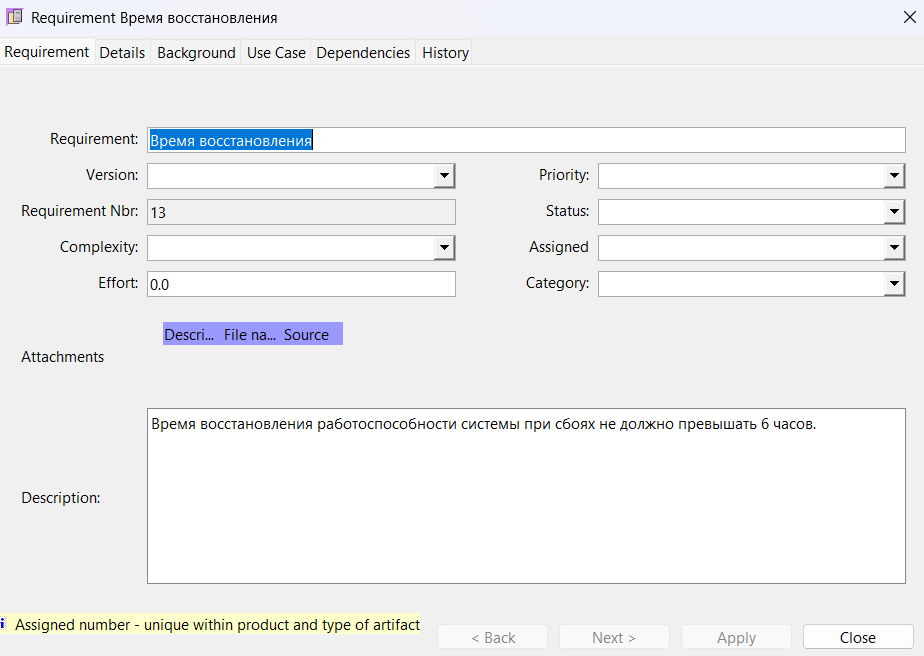 Requirement Время восстановления
Requirement Details Background Use Case Dependencies History
Requirement: Время восстановления
Version: Priority:
Requirement Nbr: 13 Status:
Complexity: Assigned
Effort: 0.0 Category:
Descri... File na... Source
Attachments
Время восстановления работоспособности системы при сбоях не должно превышать 6 часов.
Description:
i Assigned number - unique within product and type of artifact
< Back Next > Apply Close